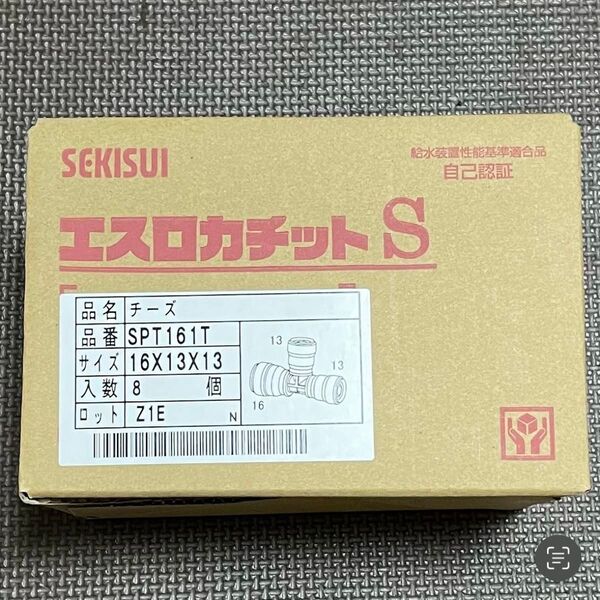 SEKISUI
給水装置性能基準適合品
自己認証
エスロカチットS
品名 チーズ
品番 SPT161T
サイズ 16X13X13
入数 8 個
ロット Z1E N
13
13
16